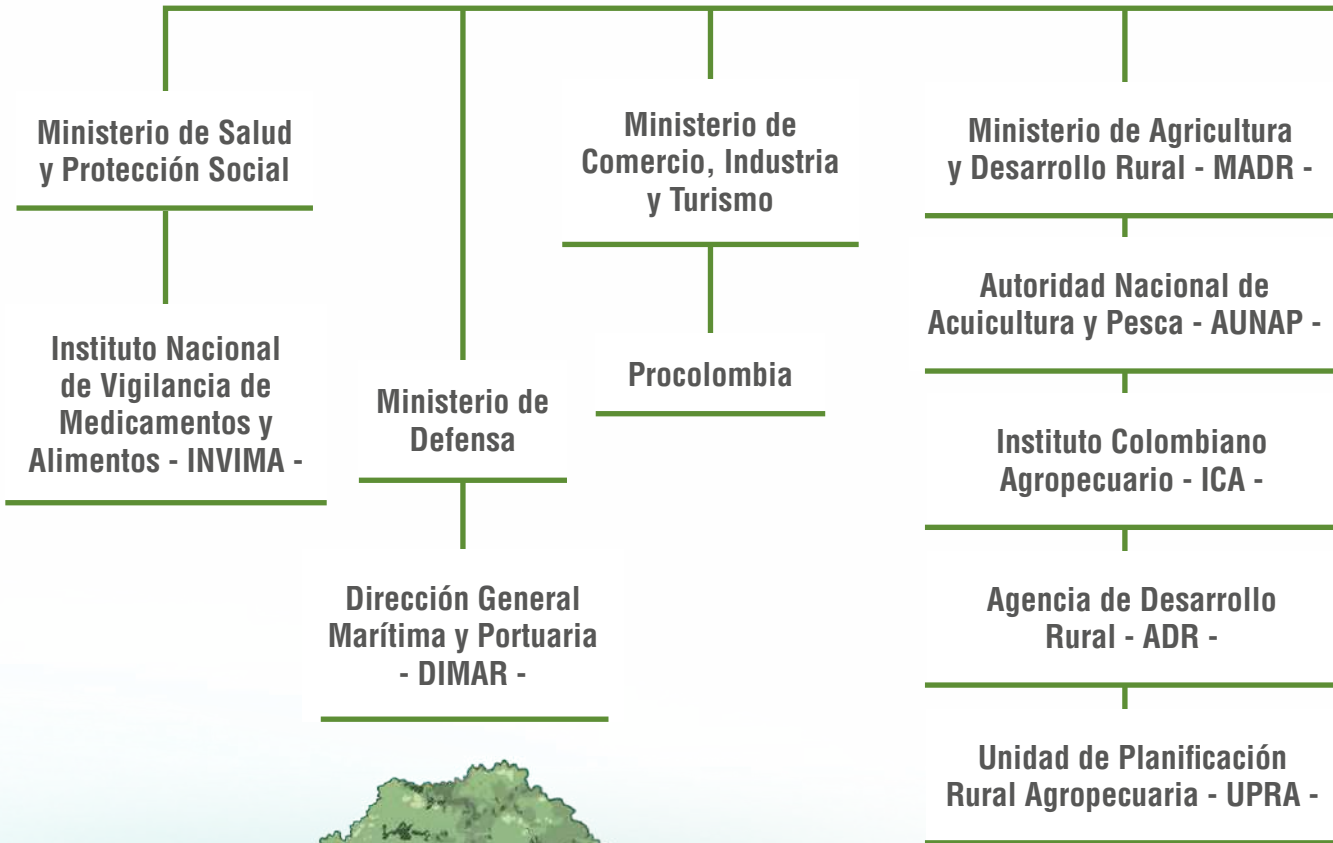 Ministerio de Salud
y Protección Social
Instituto Nacional
de Vigilancia de
Medicamentos y
Alimentos - INVIMA -
Ministerio de
Defensa
Dirección General
Marítima y Portuaria
- DIMAR -
Ministerio de
Comercio, Industria
y Turismo
Procolombia
Ministerio de Agricultura
y Desarrollo Rural - MADR -
Autoridad Nacional de
Acuicultura y Pesca - AUNAP -
Instituto Colombiano
Agropecuario - ICA -
Agencia de Desarrollo
Rural - ADR -
Unidad de Planificación
Rural Agropecuaria - UPRA -